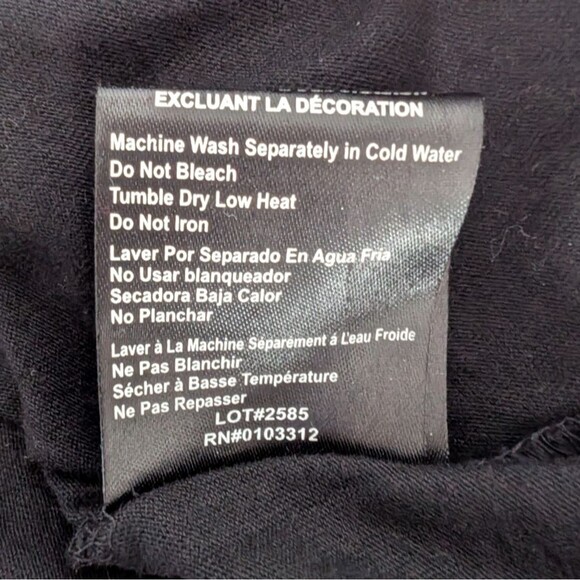 EXCLUANT LA DÉCORATION
Machine Wash Separately in Cold Water
Do Not Bleach
Tumble Dry Low Heat
Do Not Iron
Laver Por Separado En Agua Fria
No Usar blanqueador
Secadora Baja Calor
No Planchar
Laver à La Machine Séparement á L'eau Froide
Ne Pas Blanchir
Sécher à Basse Température
Ne Pas Repasser
LOT#2585
RN#0103312